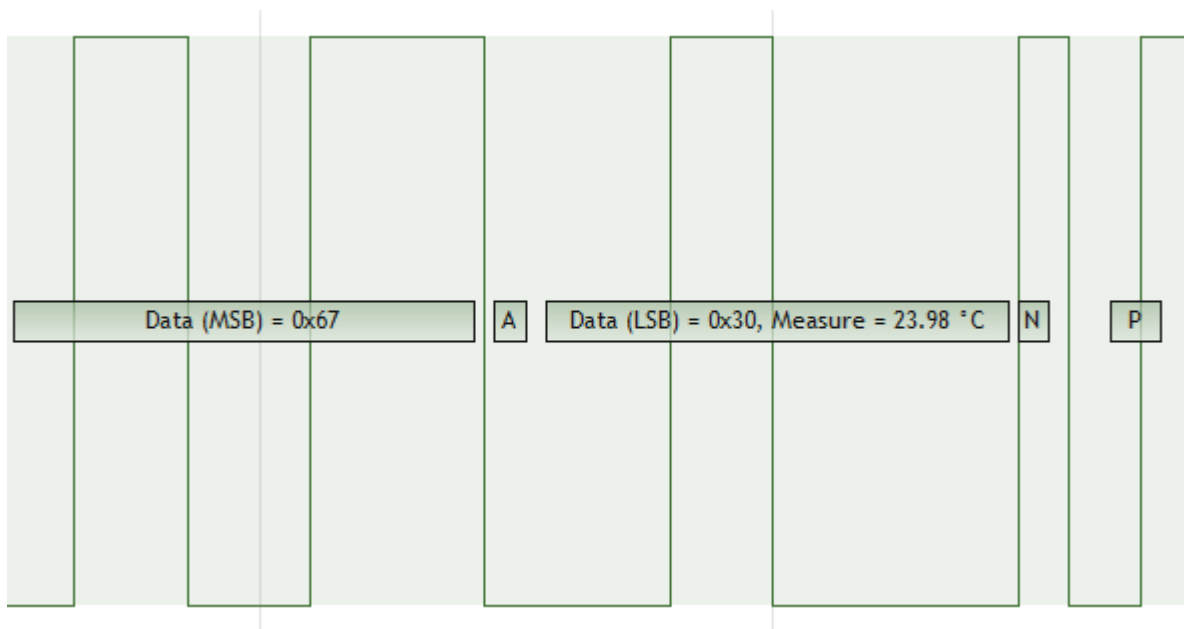 Data (MSB) = 0x67
A
Data (LSB) = 0x30, Measure = 23.98 °C
N
P